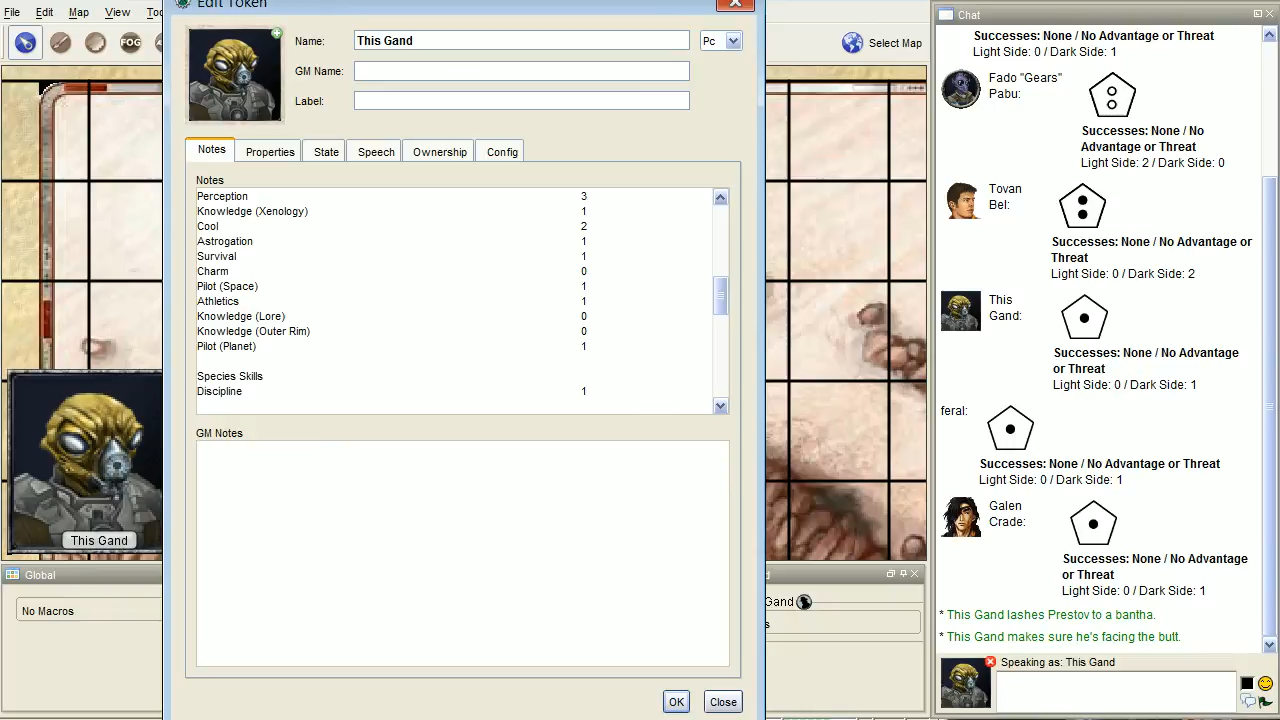 File Edit Map View Too
Edit Token
Name: This Gand Pc
GM Name:
Label:
Notes Properties State Speech Ownership Config
Notes
Perception 3
Knowledge (Xenology) 1
Cool 2
Astrogation 1
Survival 1
Charm 0
Pilot (Space) 1
Athletics 1
Knowledge (Lore) 0
Knowledge (Outer Rim) 0
Pilot (Planet) 1
Species Skills
Discipline 1
GM Notes
OK Close
FOG
Select Map
This Gand
Global
No Macros
Gand
s
Chat
Successes: None / No Advantage or Threat
Light Side: 0 / Dark Side: 1
Fado "Gears"
Pabu:
Successes: None / No
Advantage or Threat
Light Side: 2 / Dark Side: 0
Tovan
Bel:
Successes: None / No Advantage or
Threat
Light Side: 0 / Dark Side: 2
This
Gand:
Successes: None / No Advantage
or Threat
Light Side: 0 / Dark Side: 1
feral:
Successes: None / No Advantage or Threat
Light Side: 0 / Dark Side: 1
Galen
Crade:
Successes: None / No Advantage
or Threat
Light Side: 0 / Dark Side: 1
* This Gand lashes Prestov to a bantha.
* This Gand makes sure he's facing the butt.
Speaking as: This Gand